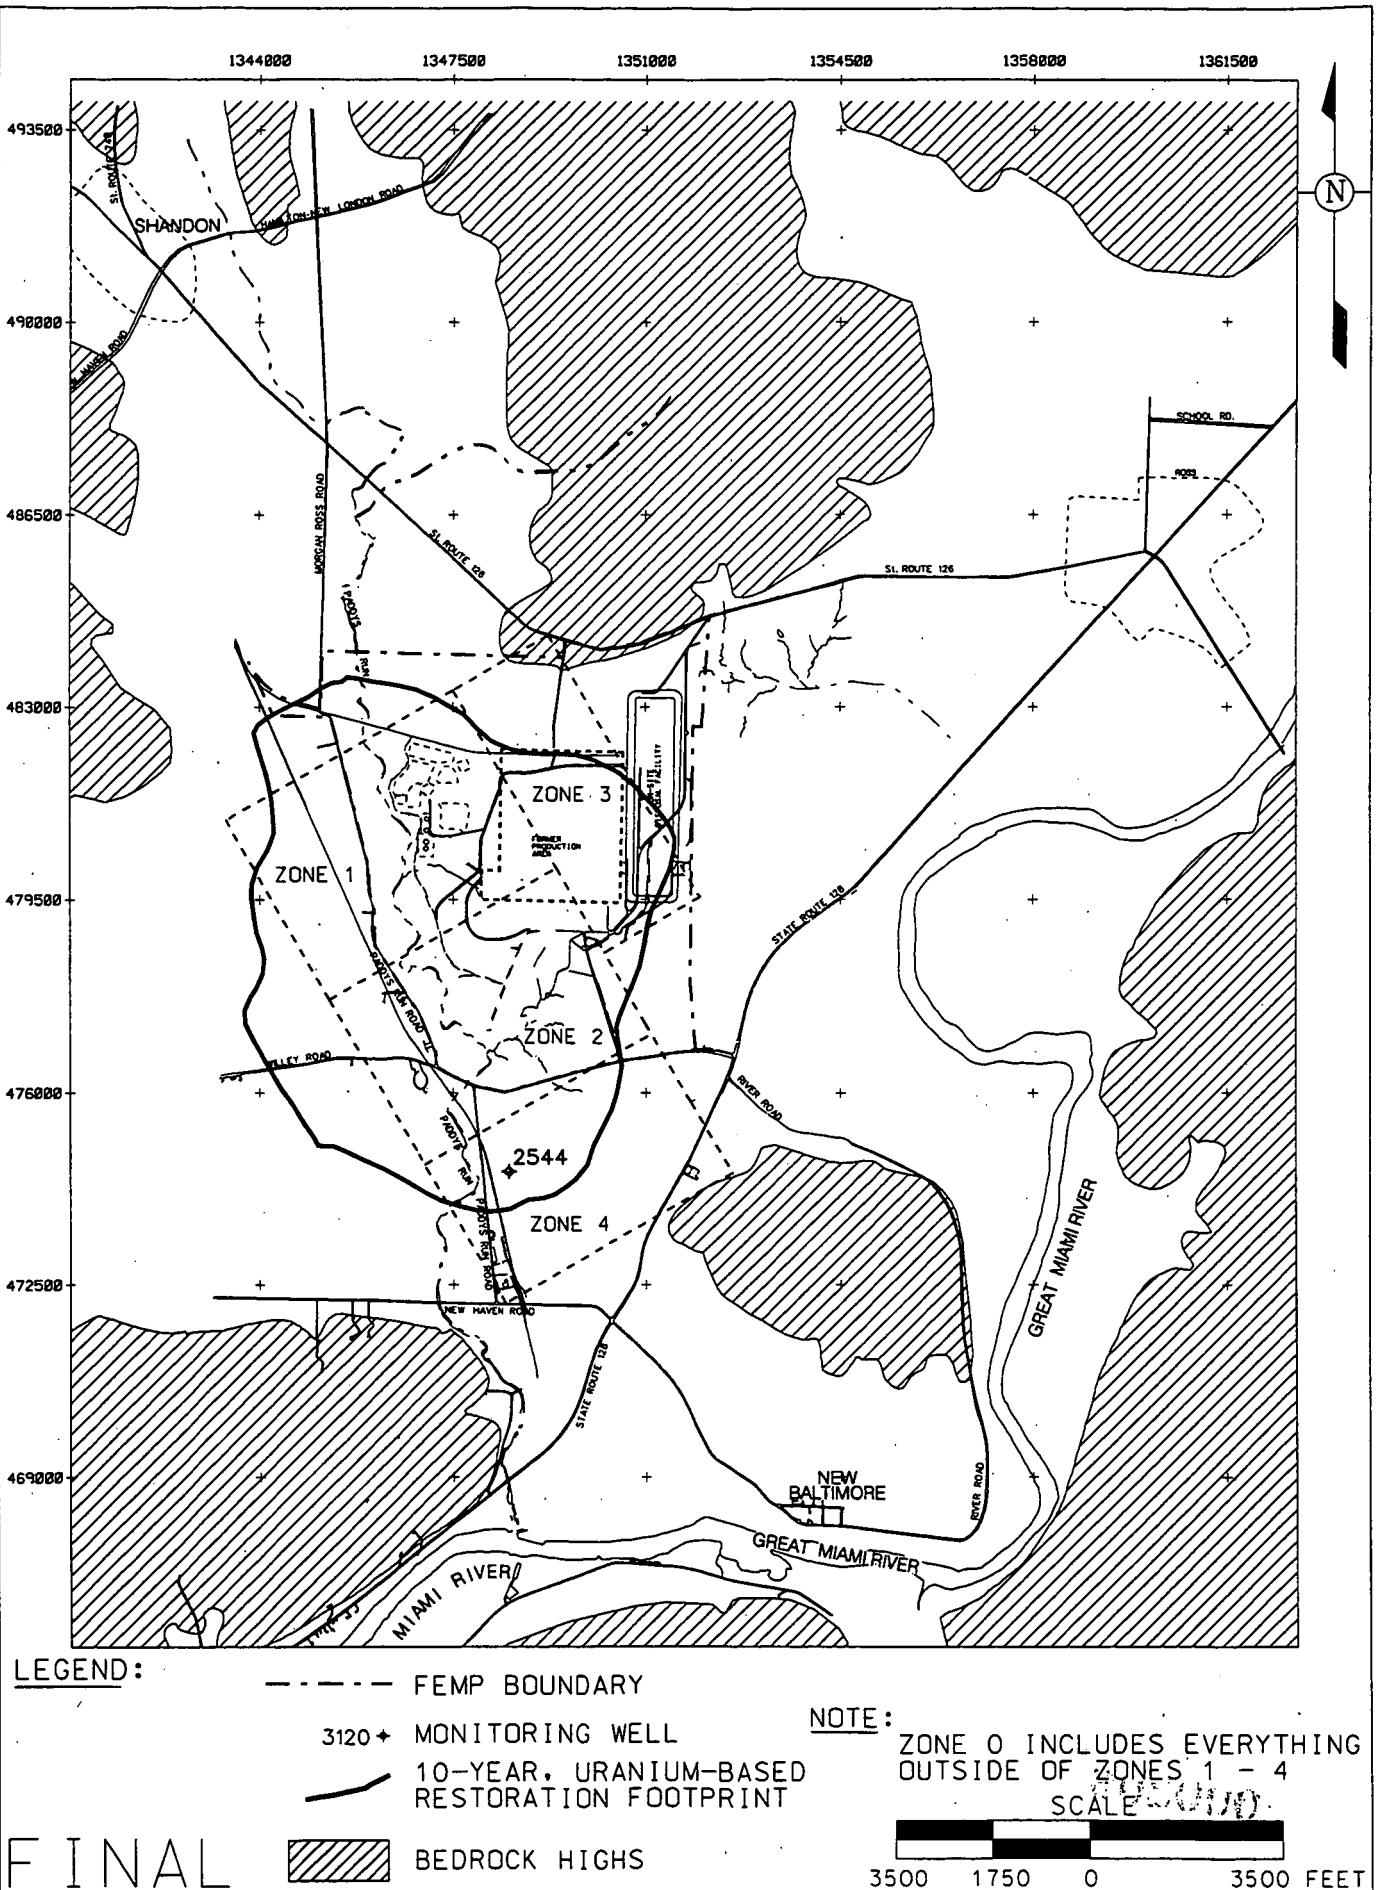 1344000 1347500 1351000 1354500 1358000 1361500
493500
490000
486500
483000
479500
476000
472500
469000
N
SHANDON
HAMILTON-NEW LONDON ROAD
MORGAN ROSS ROAD
St. ROUTE 126
St. ROUTE 126
SCHOOL RD.
ROSS
PADDYS
RUN
ZONE 3
FORMER
PRODUCTION
AREA
ZONE 1
STATE ROUTE 128
PADDYS RUN ROAD
ZONE 2
WILLEY ROAD
RIVER ROAD
PADDYS
RUN
2544
PADDYS RUN ROAD
ZONE 4
GREAT MIAMI RIVER
NEW HAVEN ROAD
STATE ROUTE 128
NEW
BALTIMORE
RIVER ROAD
GREAT MIAMI RIVER
MIAMI RIVER
LEGEND:
FEMP BOUNDARY
3120 MONITORING WELL
10-YEAR, URANIUM-BASED
RESTORATION FOOTPRINT
BEDROCK HIGHS
NOTE:
ZONE 0 INCLUDES EVERYTHING
OUTSIDE OF ZONES 1 - 4
SCALE
3500 1750 0 3500 FEET
FINAL